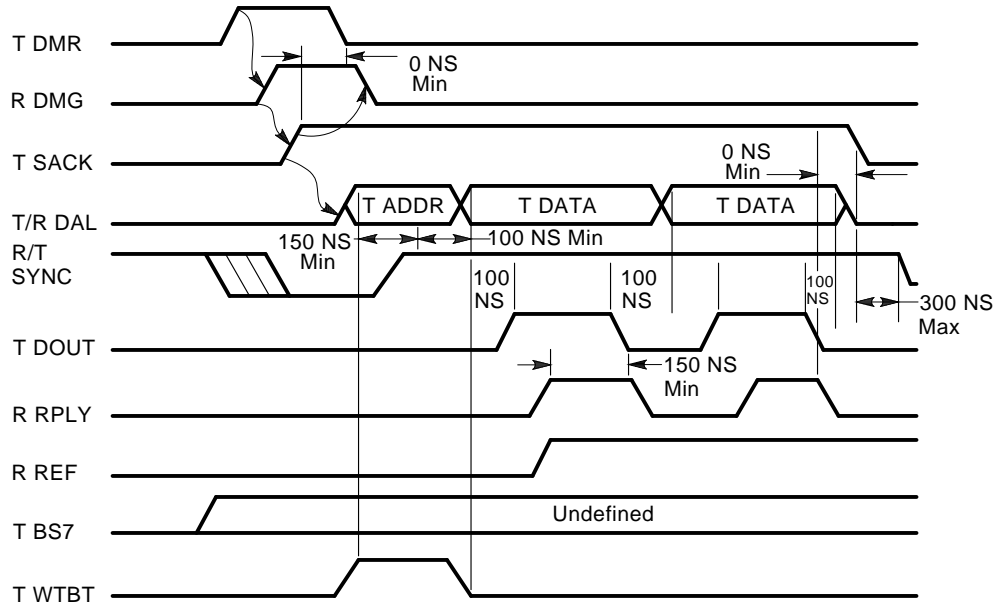 T DMR
0 NS
Min
R DMG
T SACK
0 NS
Min
T/R DAL
T ADDR
T DATA
T DATA
150 NS
Min
100 NS Min
R/T
SYNC
100
NS
100
NS
100
NS
300 NS
Max
T DOUT
150 NS
Min
R RPLY
R REF
T BS7
Undefined
T WTBT